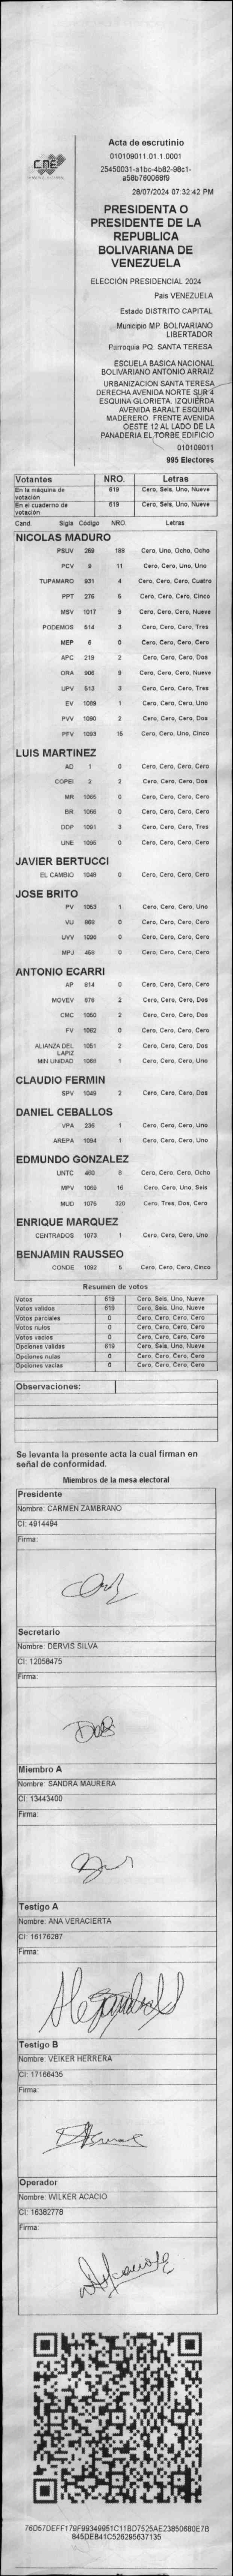 CNE
Acta de escrutinio
010109011.01.1.0001
25450031-a1bc-4b82-98c1-
a58b760068f9
28/07/2024 07:32:42 PM
PRESIDENTA O
PRESIDENTE DE LA
REPUBLICA
BOLIVARIANA DE
VENEZUELA
ELECCIÓN PRESIDENCIAL 2024
Pais VENEZUELA
Estado DISTRITO CAPITAL
Municipio MP. BOLIVARIANO
LIBERTADOR
Parroquia PQ. SANTA TERESA
ESCUELA BASICA NACIONAL
BOLIVARIANO ANTONIO ARRAIZ
URBANIZACIÓN SANTA TERESA
DERECHA AVENIDA NORTE SUR 4
ESQUINA GLORIETA. IZQUIERDA
AVENIDA BARALT ESQUINA
MADERERO. FRENTE AVENIDA
OESTE 12 AL LADO DE LA
PANADERIA EL TORBE EDIFICIO
010109011
995 Electores
Votantes NRO. Letras
En la máquina de votación 619 Cero, Seis, Uno, Nueve
En el cuaderno de votación 619 Cero, Seis, Uno, Nueve
Cand. Sigla Código NRO. Letras
NICOLAS MADURO
PSUV 269 188 Cero, Uno, Ocho, Ocho
PCV 9 11 Cero, Cero, Uno, Uno
TUPAMARO 931 4 Cero, Cero, Cero, Cuatro
PPT 275 5 Cero, Cero, Cero, Cinco
MSV 1017 9 Cero, Cero, Cero, Nueve
PODEMOS 514 3 Cero, Cero, Cero, Tres
MEP 6 0 Cero, Cero, Cero, Cero
APC 219 2 Cero, Cero, Cero, Dos
ORA 906 9 Cero, Cero, Cero, Nueve
UPV 513 3 Cero, Cero, Cero, Tres
EV 1089 1 Cero, Cero, Cero, Uno
PVV 1090 2 Cero, Cero, Cero, Dos
PFV 1093 15 Cero, Cero, Uno, Cinco
LUIS MARTINEZ
AD 1 0 Cero, Cero, Cero, Cero
COPEI 2 2 Cero, Cero, Cero, Dos
MR 1065 0 Cero, Cero, Cero, Cero
BR 1066 0 Cero, Cero, Cero, Cero
DDP 1091 3 Cero, Cero, Cero, Tres
UNE 1095 0 Cero, Cero, Cero, Cero
JAVIER BERTUCCI
EL CAMBIO 1048 0 Cero, Cero, Cero, Cero
JOSE BRITO
PV 1063 1 Cero, Cero, Cero, Uno
VU 869 0 Cero, Cero, Cero, Cero
UVV 1096 0 Cero, Cero, Cero, Cero
MPJ 458 0 Cero, Cero, Cero, Cero
ANTONIO ECARRI
AP 814 0 Cero, Cero, Cero, Cero
MOVEV 878 2 Cero, Cero, Cero, Dos
CMC 1050 2 Cero, Cero, Cero, Dos
FV 1062 0 Cero, Cero, Cero, Cero
ALIANZA DEL LAPIZ 1051 2 Cero, Cero, Cero, Dos
MIN UNIDAD 1068 1 Cero, Cero, Cero, Uno
CLAUDIO FERMIN
SPV 1049 2 Cero, Cero, Cero, Dos
DANIEL CEBALLOS
VPA 236 1 Cero, Cero, Cero, Uno
AREPA 1094 1 Cero, Cero, Cero, Uno
EDMUNDO GONZALEZ
UNTC 460 8 Cero, Cero, Cero, Ocho
MPV 1069 16 Cero, Cero, Uno, Seis
MUD 1076 320 Cero, Tres, Dos, Cero
ENRIQUE MARQUEZ
CENTRADOS 1073 1 Cero, Cero, Cero, Uno
BENJAMIN RAUSSEO
CONDE 1092 5 Cero, Cero, Cero, Cinco
Resumen de votos
Votos 619 Cero, Seis, Uno, Nueve
Votos validos 619 Cero, Seis, Uno, Nueve
Votos parciales 0 Cero, Cero, Cero, Cero
Votos nulos 0 Cero, Cero, Cero, Cero
Votos vacios 0 Cero, Cero, Cero, Cero
Opciones validas 619 Cero, Seis, Uno, Nueve
Opciones nulas 0 Cero, Cero, Cero, Cero
Opciones vacias 0 Cero, Cero, Cero, Cero
Observaciones:
Se levanta la presente acta la cual firman en
señal de conformidad.
Miembros de la mesa electoral
Presidente
Nombre: CARMEN ZAMBRANO
CI: 4914494
Firma:
Secretario
Nombre: DERVIS SILVA
CI: 12058475
Firma:
Miembro A
Nombre: SANDRA MAURERA
CI: 13443400
Firma:
Testigo A
Nombre: ANA VERACIERTA
CI: 16176287
Firma:
Testigo B
Nombre: VEIKER HERRERA
CI: 17166435
Firma:
Operador
Nombre: WILKER ACACIO
CI: 16382778
Firma:
76D57DEFF179F99349951C11BD7525AE23850680E7B
845DEB41C526295637135